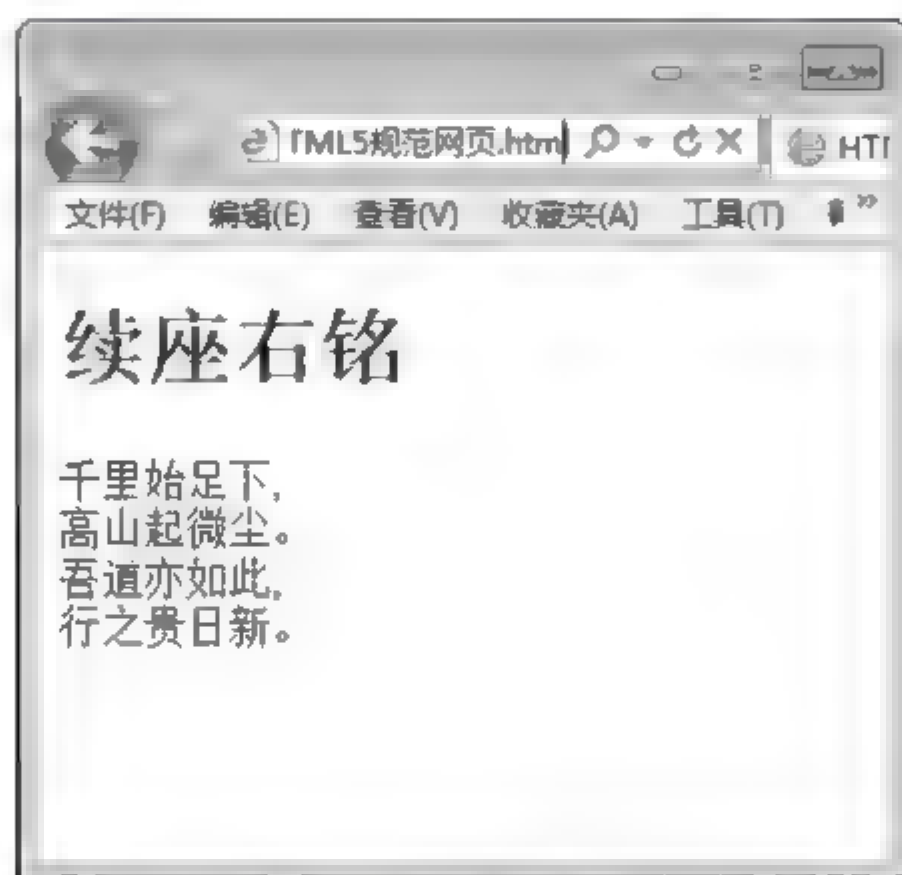 TML5规范网页.htm HTM
文件(F) 编辑(E) 查看(V) 收藏夹(A) 工具(T) »
续座右铭
千里始足下,
高山起微尘。
吾道亦如此,
行之贵日新。